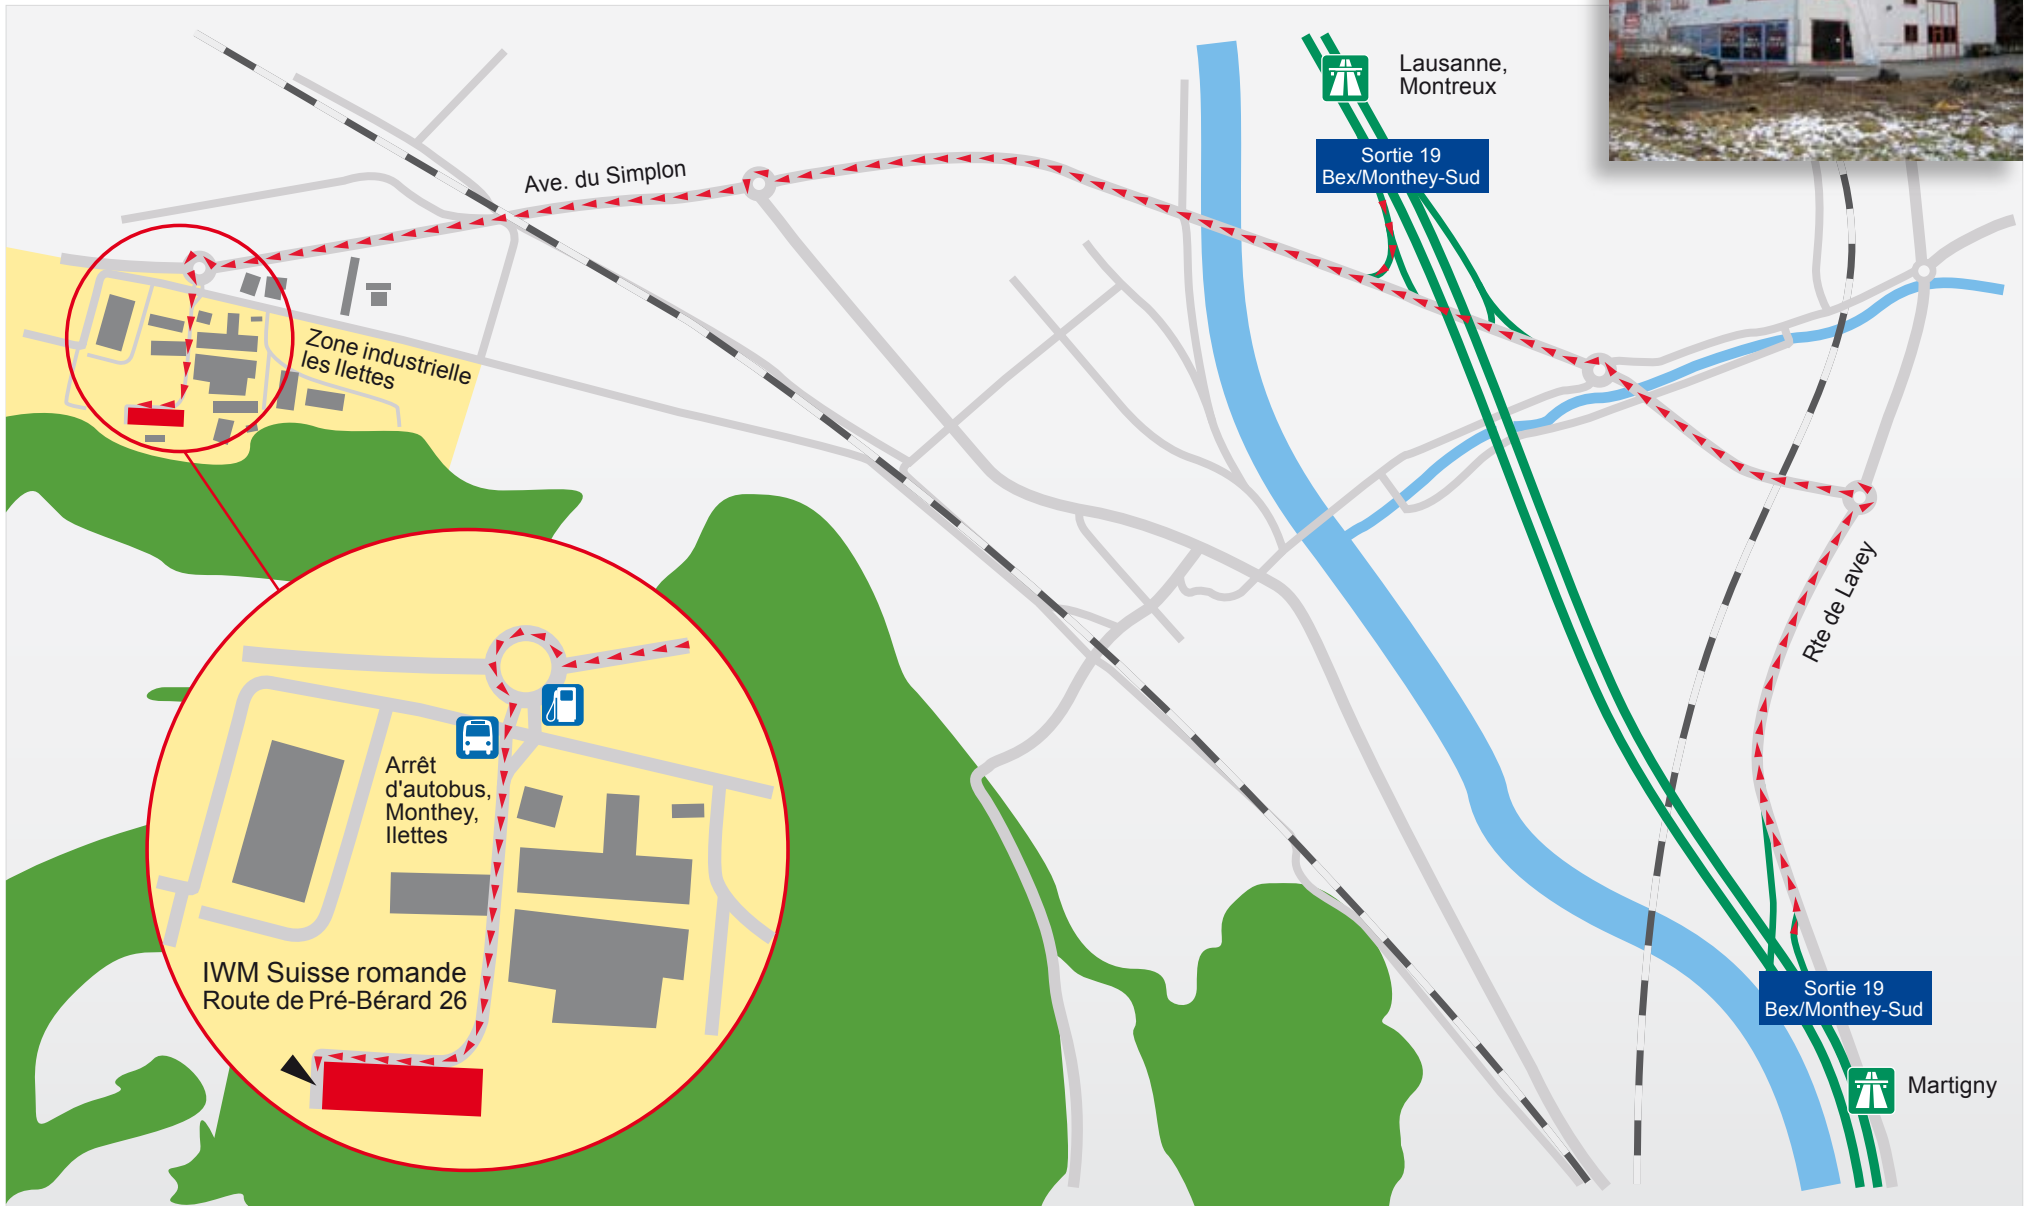 Lausanne,
Montreux
Sortie 19
Bex/Monthey-Sud
Ave. du Simplon
Zone industrielle
les Ilettes
Rte de Lavey
Arrêt
d'autobus,
Monthey,
Ilettes
IWM Suisse romande
Route de Pré-Bérard 26
Sortie 19
Bex/Monthey-Sud
Martigny